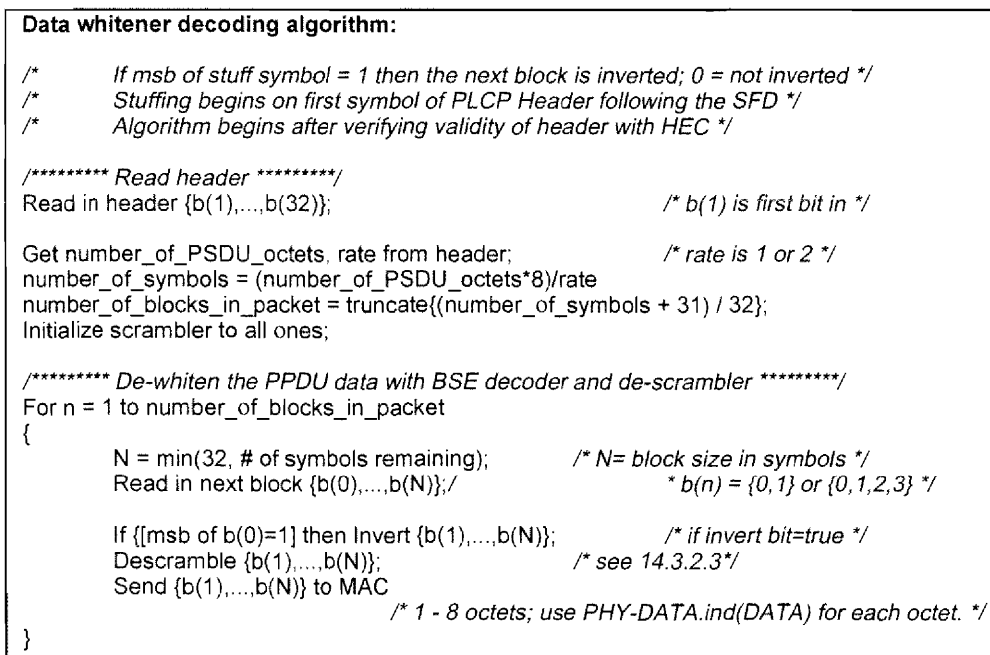 Data whitener decoding algorithm:
/* If msb of stuff symbol = 1 then the next block is inverted; 0 = not inverted */
/* Stuffing begins on first symbol of PLCP Header following the SFD */
/* Algorithm begins after verifying validity of header with HEC */
/********* Read header *********/
Read in header {b(1),...,b(32)}; /* b(1) is first bit in */
Get number_of_PSDU_octets, rate from header; /* rate is 1 or 2 */
number_of_symbols = (number_of_PSDU_octets*8)/rate
number_of_blocks_in_packet = truncate{(number_of_symbols + 31) / 32};
Initialize scrambler to all ones;
/********* De-whiten the PPDU data with BSE decoder and de-scrambler *********/
For n = 1 to number_of_blocks_in_packet
{
N = min(32, # of symbols remaining); /* N= block size in symbols */
Read in next block {b(0),...,b(N)};/ * b(n) = {0,1} or {0,1,2,3} */
If {[msb of b(0)=1] then Invert {b(1),...,b(N)}; /* if invert bit=true */
Descramble {b(1),...,b(N)}; /* see 14.3.2.3*/
Send {b(1),...,b(N)} to MAC
/* 1 - 8 octets; use PHY-DATA.ind(DATA) for each octet. */
}